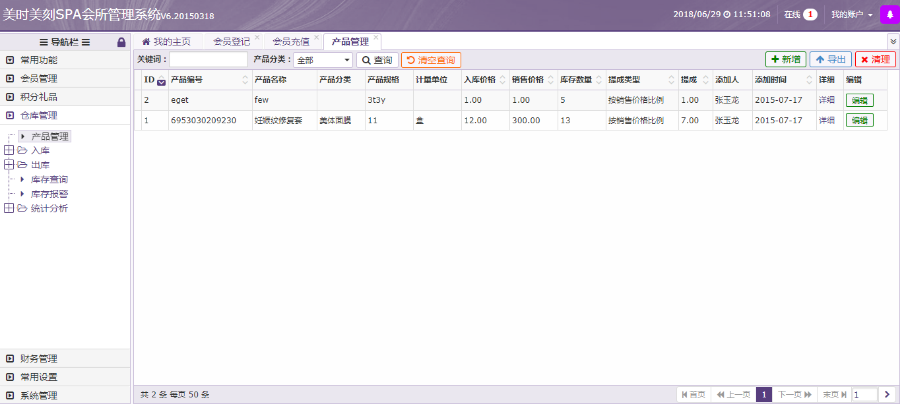 美时美刻SPA会所管理系统V6.20150318 2018/06/29 11:51:08 在线 1 我的账户
导航栏 我的主页 会员登记 会员充值 产品管理
常用功能
会员管理
积分礼品
仓库管理
产品管理
入库
出库
库存查询
库存报警
统计分析
财务管理
常用设置
系统管理
关键词: 产品分类: 全部 查询 清空查询 新增 导出 清理
ID 产品编号 产品名称 产品分类 产品规格 计量单位 入库价格 销售价格 库存数量 提成类型 提成 添加人 添加时间 详细 编辑
2 eget few 3t3y 1.00 1.00 5 按销售价格比例 1.00 张玉龙 2015-07-17 详细 编辑
1 6953030209230 妊娠纹修复套 美体面膜 11 盒 12.00 300.00 13 按销售价格比例 7.00 张玉龙 2015-07-17 详细 编辑
共 2 条 每页 50 条 首页 上一页 1 下一页 末页 1